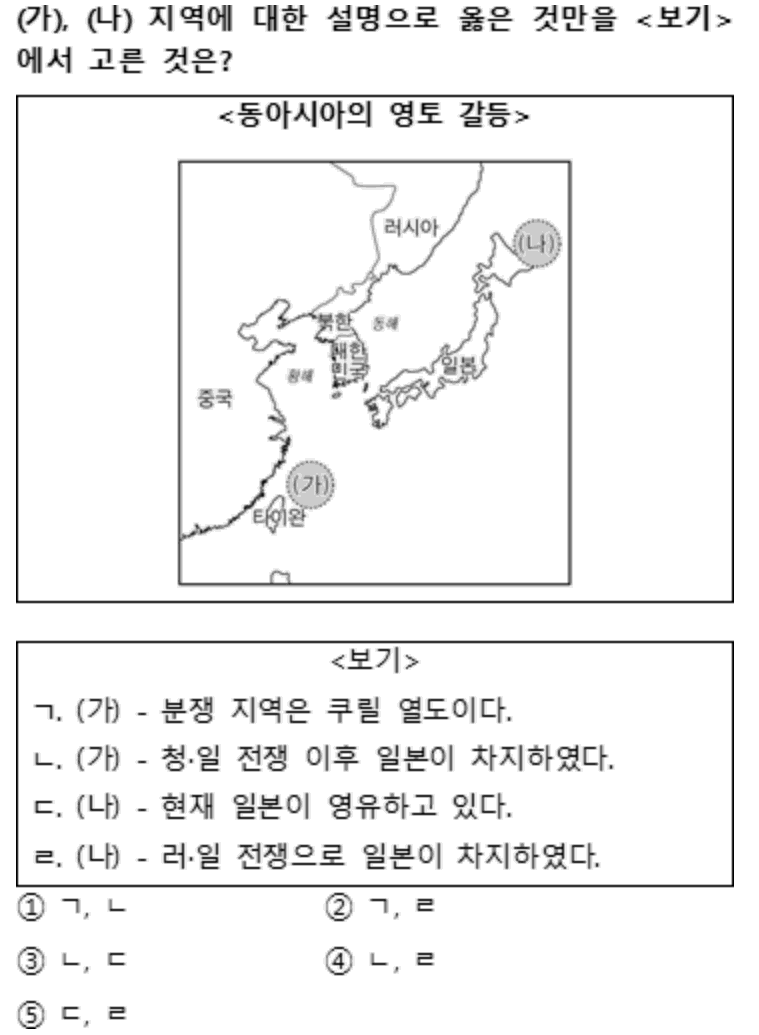 (가), (나) 지역에 대한 설명으로 옳은 것만을 <보기>
에서 고른 것은?
<동아시아의 영토 갈등>
러시아
(나)
북한
동해
대한
민국
황해
일본
중국
(가)
타이완
<보기>
ㄱ. (가) - 분쟁 지역은 쿠릴 열도이다.
ㄴ. (가) - 청·일 전쟁 이후 일본이 차지하였다.
ㄷ. (나) - 현재 일본이 영유하고 있다.
ㄹ. (나) - 러·일 전쟁으로 일본이 차지하였다.
① ㄱ, ㄴ ② ㄱ, ㄹ
③ ㄴ, ㄷ ④ ㄴ, ㄹ
⑤ ㄷ, ㄹ